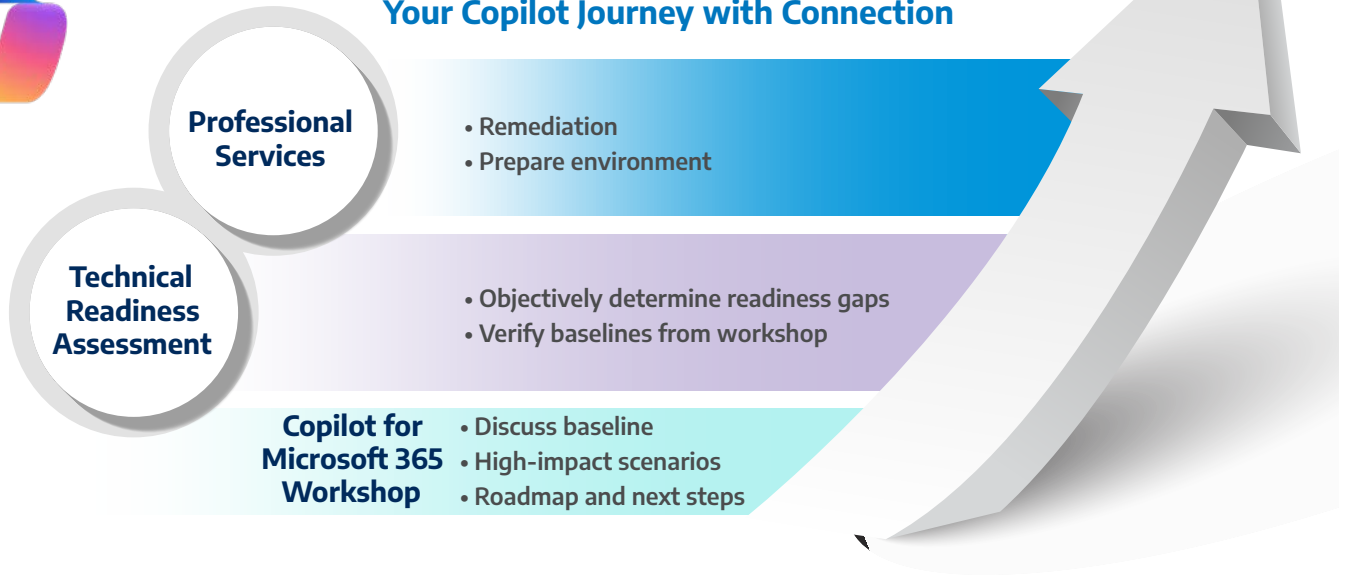 Your Copilot Journey with Connection
Professional
Services
• Remediation
• Prepare environment
Technical
Readiness
Assessment
• Objectively determine readiness gaps
• Verify baselines from workshop
Copilot for
Microsoft 365
Workshop
• Discuss baseline
• High-impact scenarios
• Roadmap and next steps